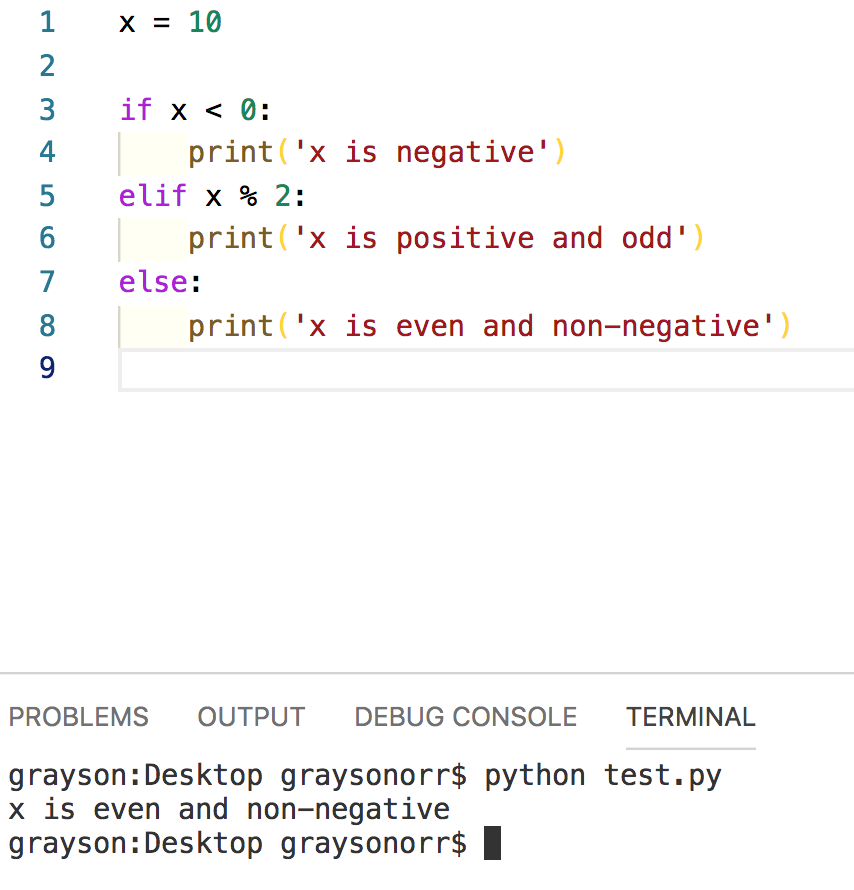 1 x = 10
2
3 if x < 0:
4     print('x is negative')
5 elif x % 2:
6     print('x is positive and odd')
7 else:
8     print('x is even and non-negative')
9
PROBLEMS OUTPUT DEBUG CONSOLE TERMINAL
grayson:Desktop graysonorr$ python test.py
x is even and non-negative
grayson:Desktop graysonorr$